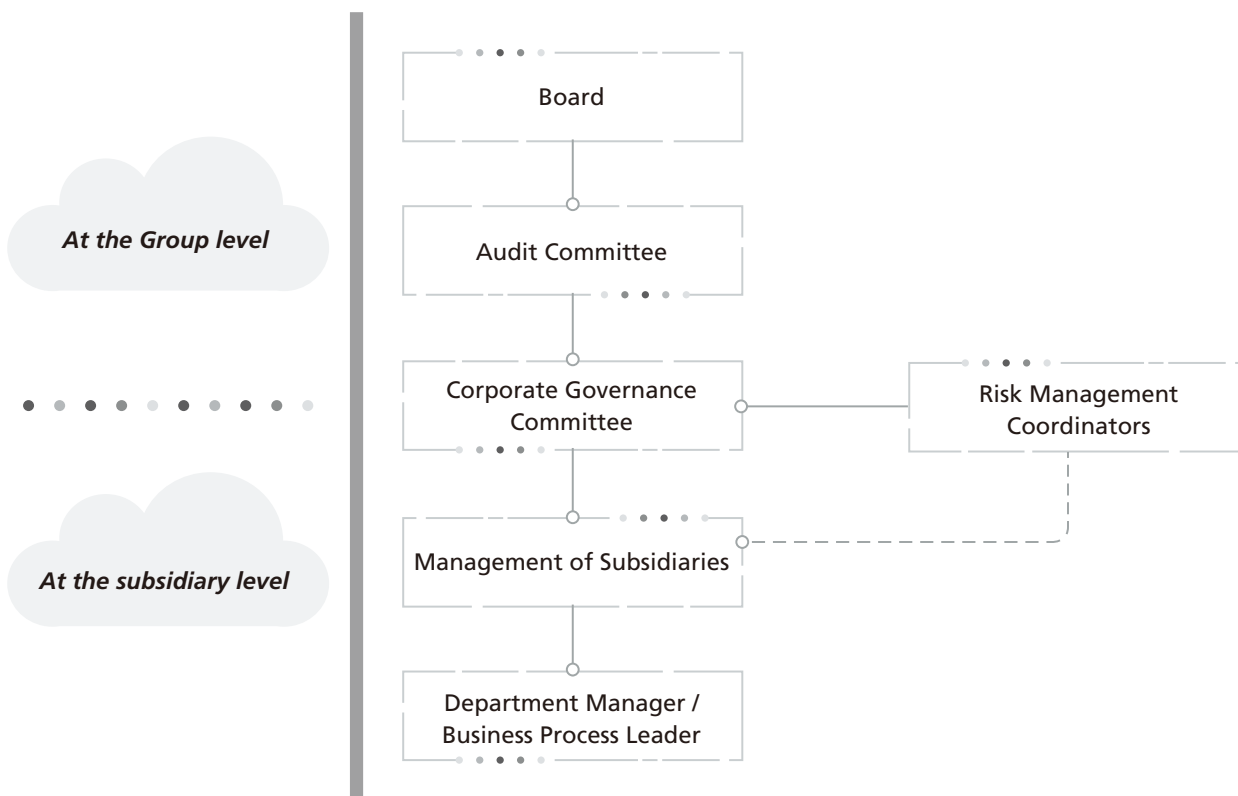 Board
At the Group level
Audit Committee
Corporate Governance
Committee
Risk Management
Coordinators
At the subsidiary level
Management of Subsidiaries
Department Manager /
Business Process Leader